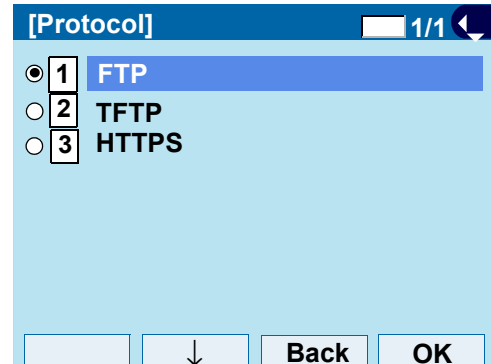 [Protocol] 1/1
1 FTP
2 TFTP
3 HTTPS
↓ Back OK